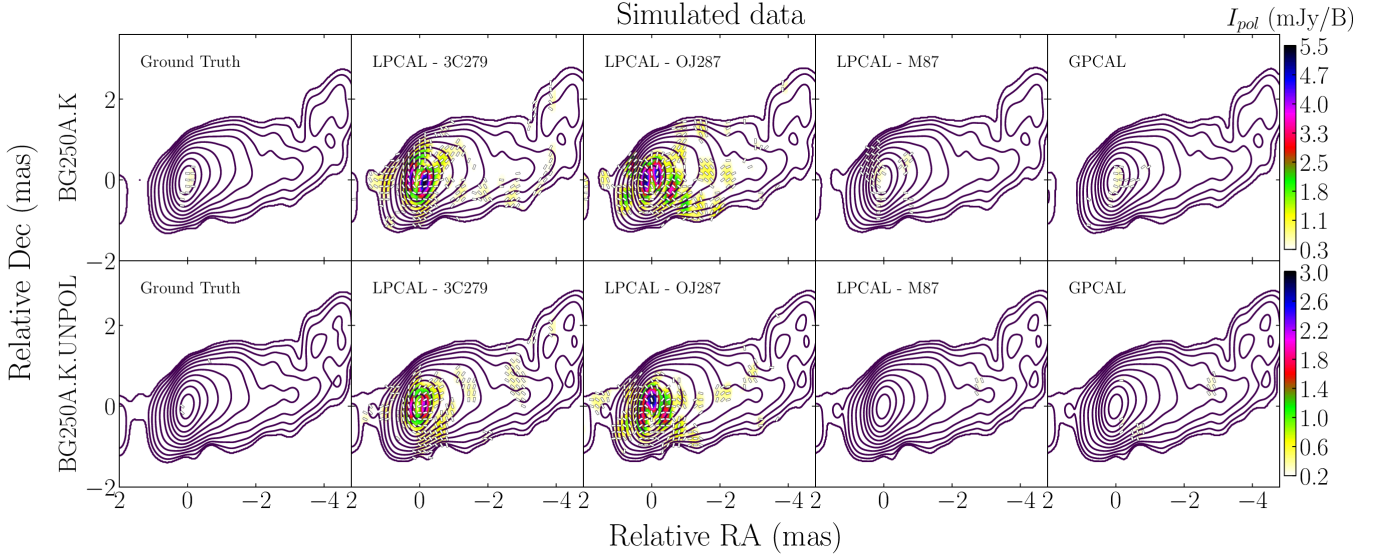 Simulated data
I_pol (mJy/B)
Ground Truth
LPCAL - 3C279
LPCAL - OJ287
LPCAL - M87
GPCAL
BG250A.K
2
0
−2
5.5
4.7
4.0
3.3
2.5
1.8
1.1
0.3
Relative Dec (mas)
Ground Truth
LPCAL - 3C279
LPCAL - OJ287
LPCAL - M87
GPCAL
BG250A.K.UNPOL
2
0
−2
3.0
2.6
2.2
1.8
1.4
1.0
0.6
0.2
2 0 −2 −4 2 0 −2 −4 2 0 −2 −4 2 0 −2 −4 2 0 −2 −4
Relative RA (mas)